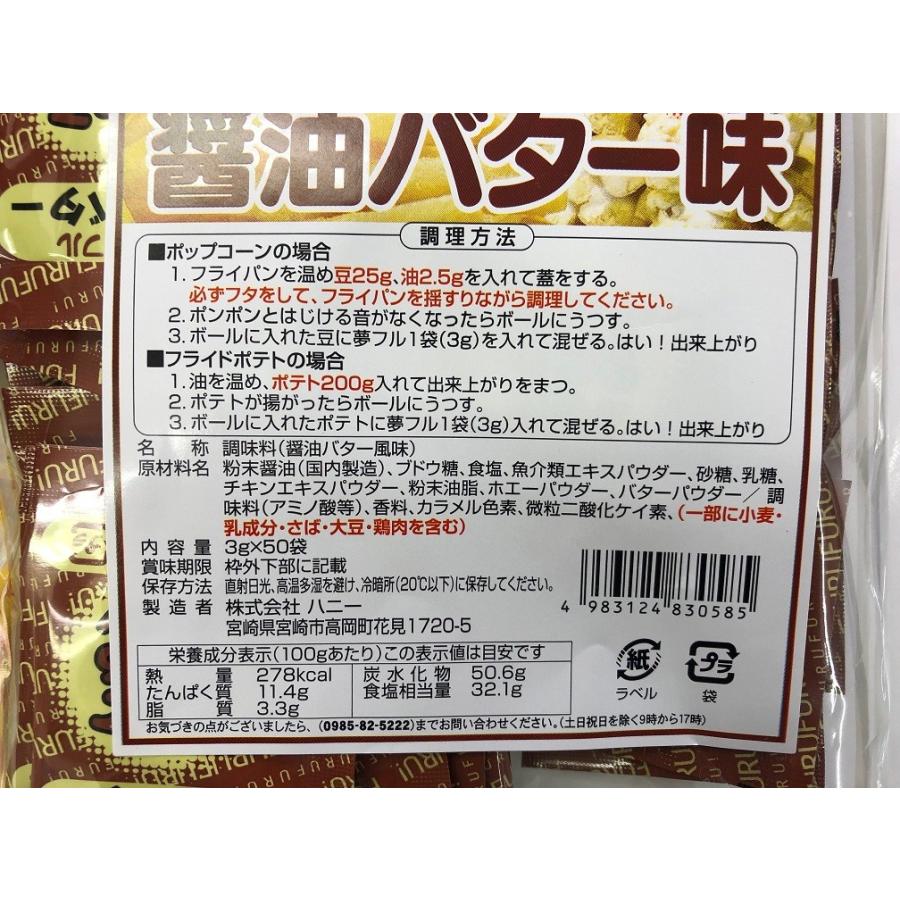 醤油バター味
調理方法
■ポップコーンの場合
1. フライパンを温め豆25g、油2.5gを入れて蓋をする。
必ずフタをして、フライパンを揺すりながら調理してください。
2. ポンポンとはじける音がなくなったらボールにうつす。
3. ボールに入れた豆に夢フル1袋(3g)を入れて混ぜる。はい！出来上がり
■フライドポテトの場合
1. 油を温め、ポテト200g入れて出来上がりをまつ。
2. ポテトが揚がったらボールにうつす。
3. ボールに入れたポテトに夢フル1袋(3g)入れて混ぜる。はい！出来上がり
名称 調味料(醤油バター風味)
原材料名 粉末醤油(国内製造)、ブドウ糖、食塩、魚介類エキスパウダー、砂糖、乳糖、
チキンエキスパウダー、粉末油脂、ホエーパウダー、バターパウダー／調
味料(アミノ酸等)、香料、カラメル色素、微粒二酸化ケイ素、(一部に小麦・
乳成分・さば・大豆・鶏肉を含む)
内容量 3g×50袋
賞味期限 枠外下部に記載
保存方法 直射日光、高温多湿を避け、冷暗所(20℃以下)に保存してください。
製造者 株式会社 ハニー
宮崎県宮崎市高岡町花見1720-5
4 983124 830585
栄養成分表示(100gあたり)この表示値は目安です
熱量 278kcal 炭水化物 50.6g
たんぱく質 11.4g 食塩相当量 32.1g
脂質 3.3g
紙
ラベル
プラ
袋
お気づきの点がございましたら、(0985-82-5222)までお問い合わせください。(土日祝日を除く9時から17時)